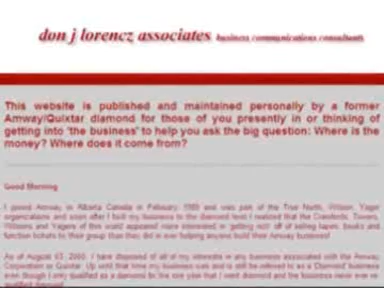 don j lorencz associates business communications consultants
This website is published and maintained personally by a former
Amway/Quixtar diamond for those of you presently in or thinking of
getting into 'the business' to help you ask the big question: Where is the
money? Where does it come from?
Good Morning
I joined Amway in Alberta Canada in February, and was part of the True North, Wilson, Yager
organizations and soon after I built my business to the diamond level I realized that the Crawfords,
Wilsons and Yagers of this world appeared more interested in getting rich off of selling tapes, books and
function tickets to their group than they did in ever helping anyone build their Amway business!
As of August 03, I have disposed of all of my interests in any business associated with the Amway
Corporation or Quixtar. Up until that time my business was and is still be referred to as a 'Diamond' business
even though I only qualified as a diamond for the one year that I went diamond and the business never ever re-
qualified